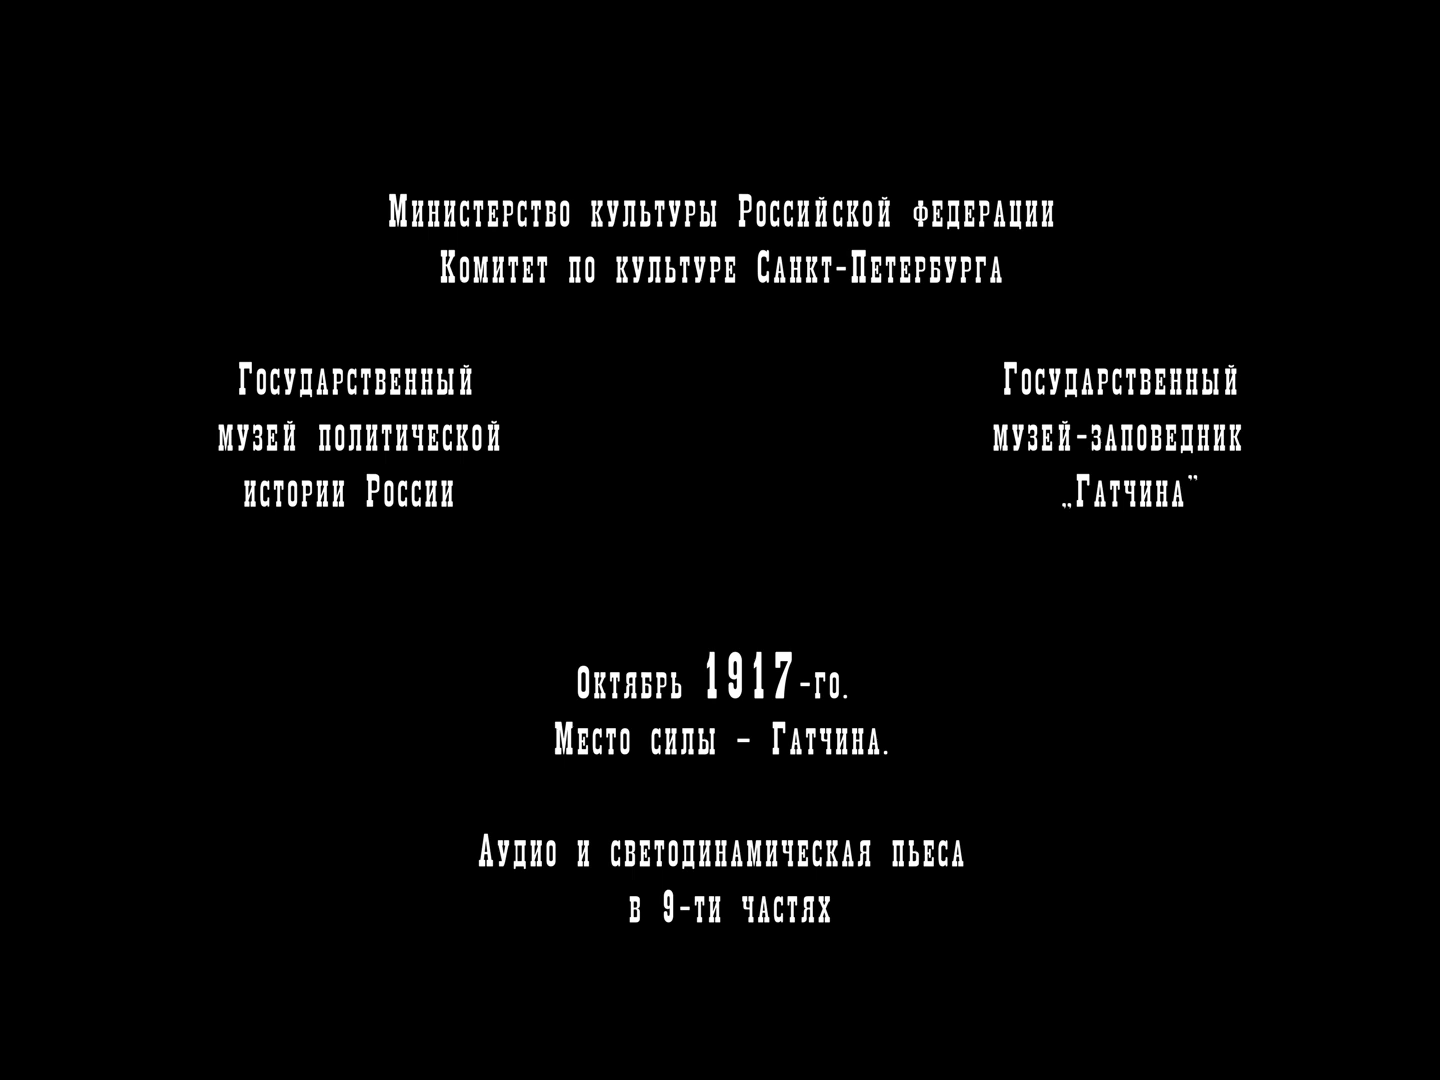 Министерство культуры Российской федерации
Комитет по культуре Санкт-Петербурга
Государственный
музей политической
истории России
Государственный
музей-заповедник
„Гатчина“
Октябрь 1917-го.
Место силы – Гатчина.
Аудио и светодинамическая пьеса
в 9-ти частях